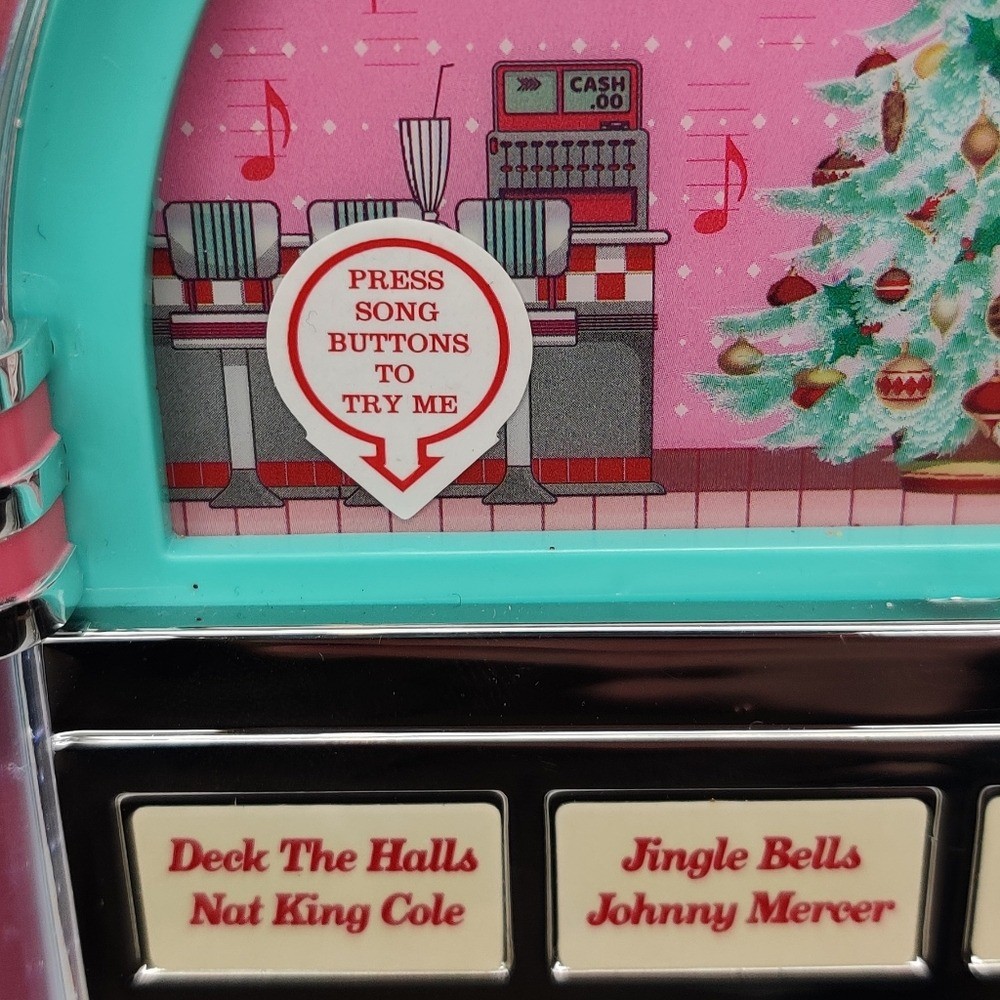 CASH
.00
PRESS
SONG
BUTTONS
TO
TRY ME
Deck The Halls
Nat King Cole
Jingle Bells
Johnny Mercer